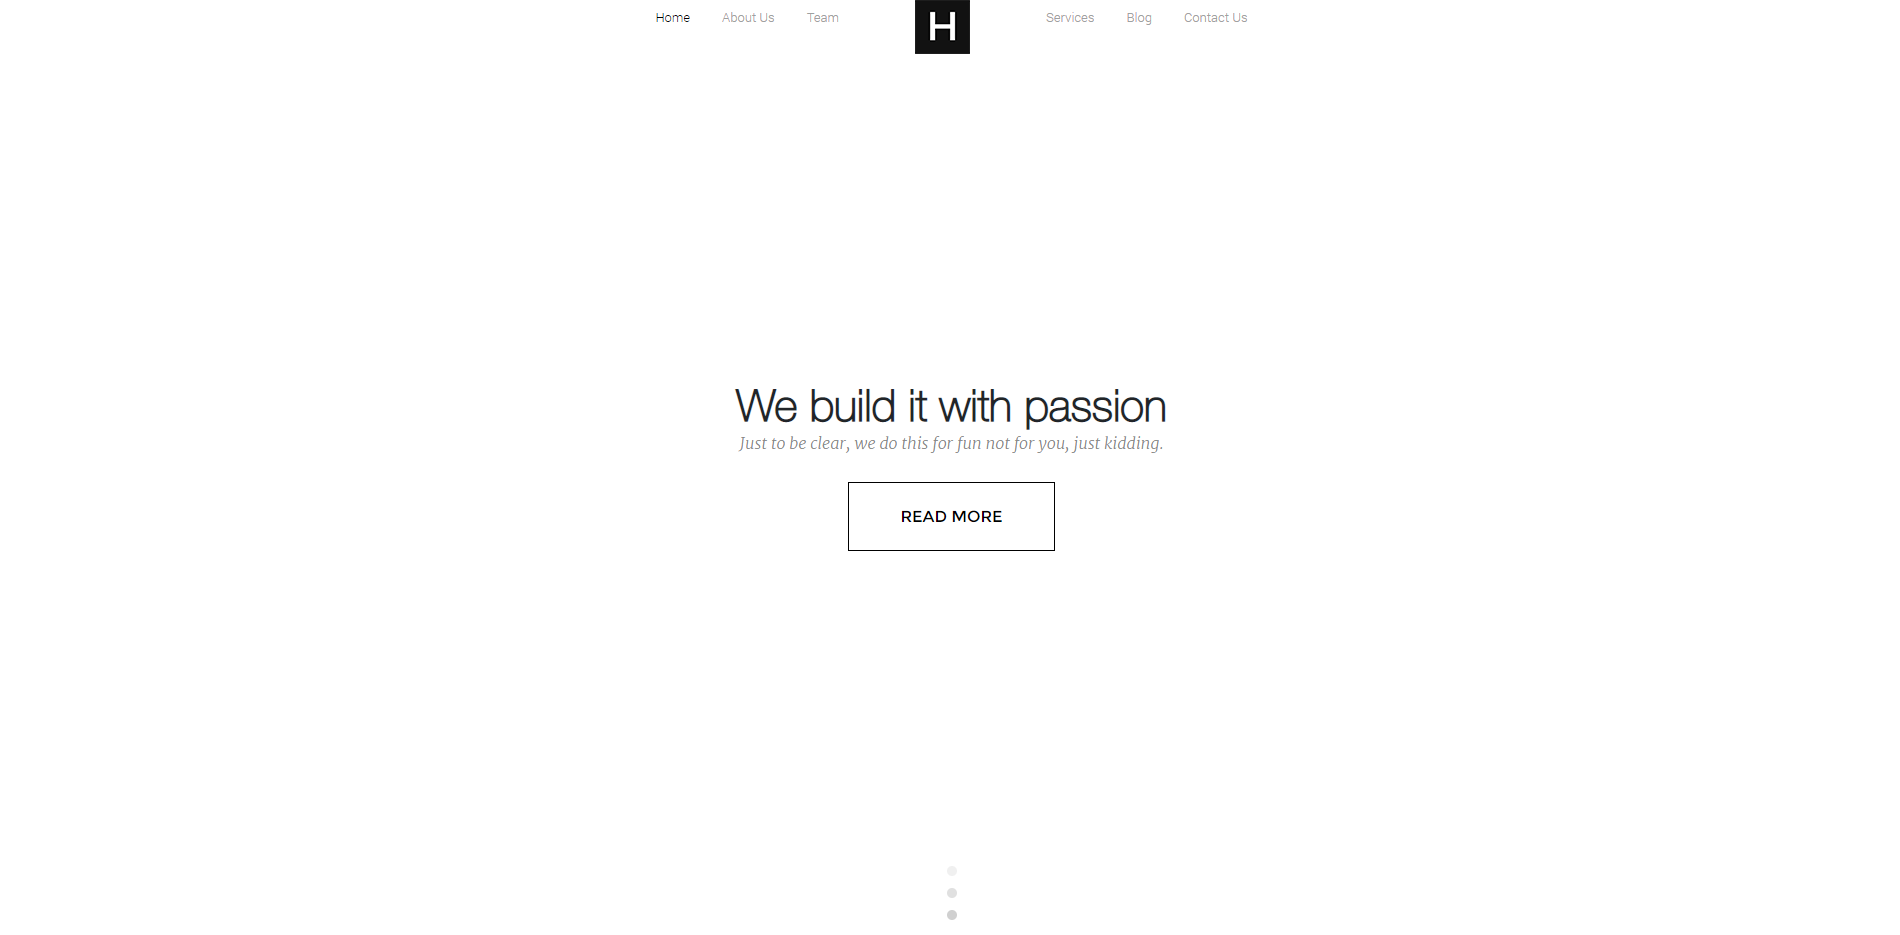 Home About Us Team H Services Blog Contact Us
We build it with passion
Just to be clear, we do this for fun not for you, just kidding.
READ MORE